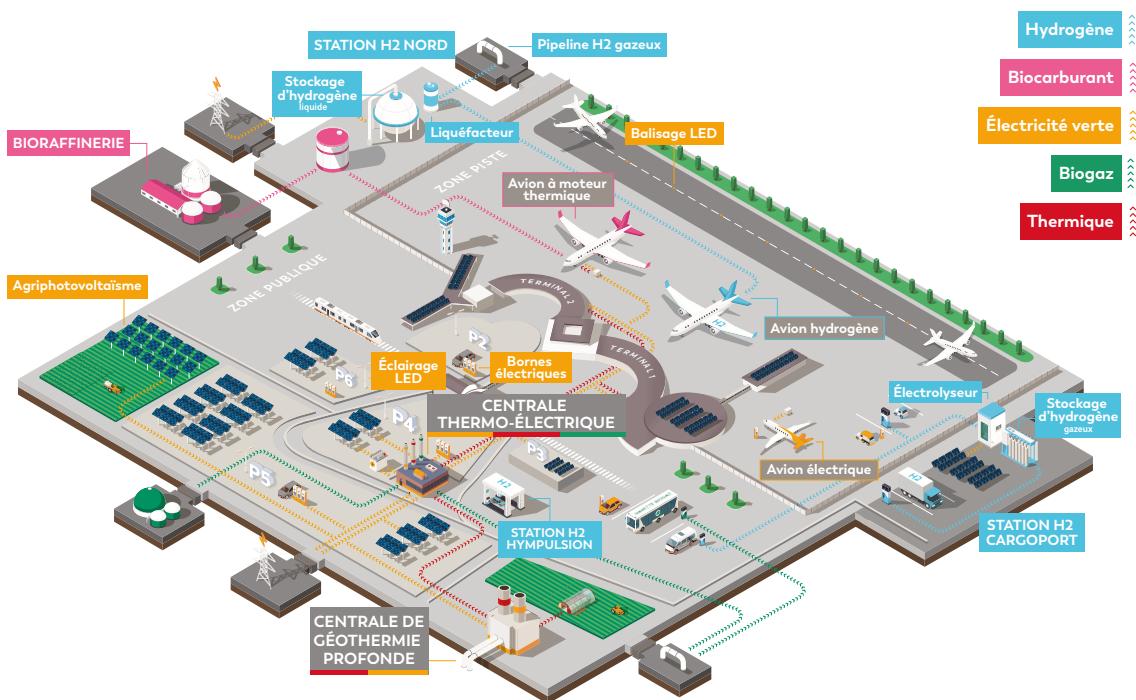 Hydrogène
STATION H2 NORD
Pipeline H2 gazeux
Biocarburant
Stockage
d'hydrogène
liquide
Électricité verte
Liquéfacteur
Balisage LED
BIORAFFINERIE
Biogaz
ZONE PISTE
Avion à moteur
thermique
Thermique
ZONE PUBLIQUE
Agriphotovoltaïsme
TERMINAL 2
H2
Avion hydrogène
P2
TERMINAL 1
Éclairage
LED
Bornes
électriques
P6
Électrolyseur
CENTRALE
THERMO-ÉLECTRIQUE
Stockage
d'hydrogène
gazeux
P4
P3
Avion électrique
P5
H2
H2
STATION H2
HYMPULSION
STATION H2
CARGOPORT
CENTRALE DE
GÉOTHERMIE
PROFONDE